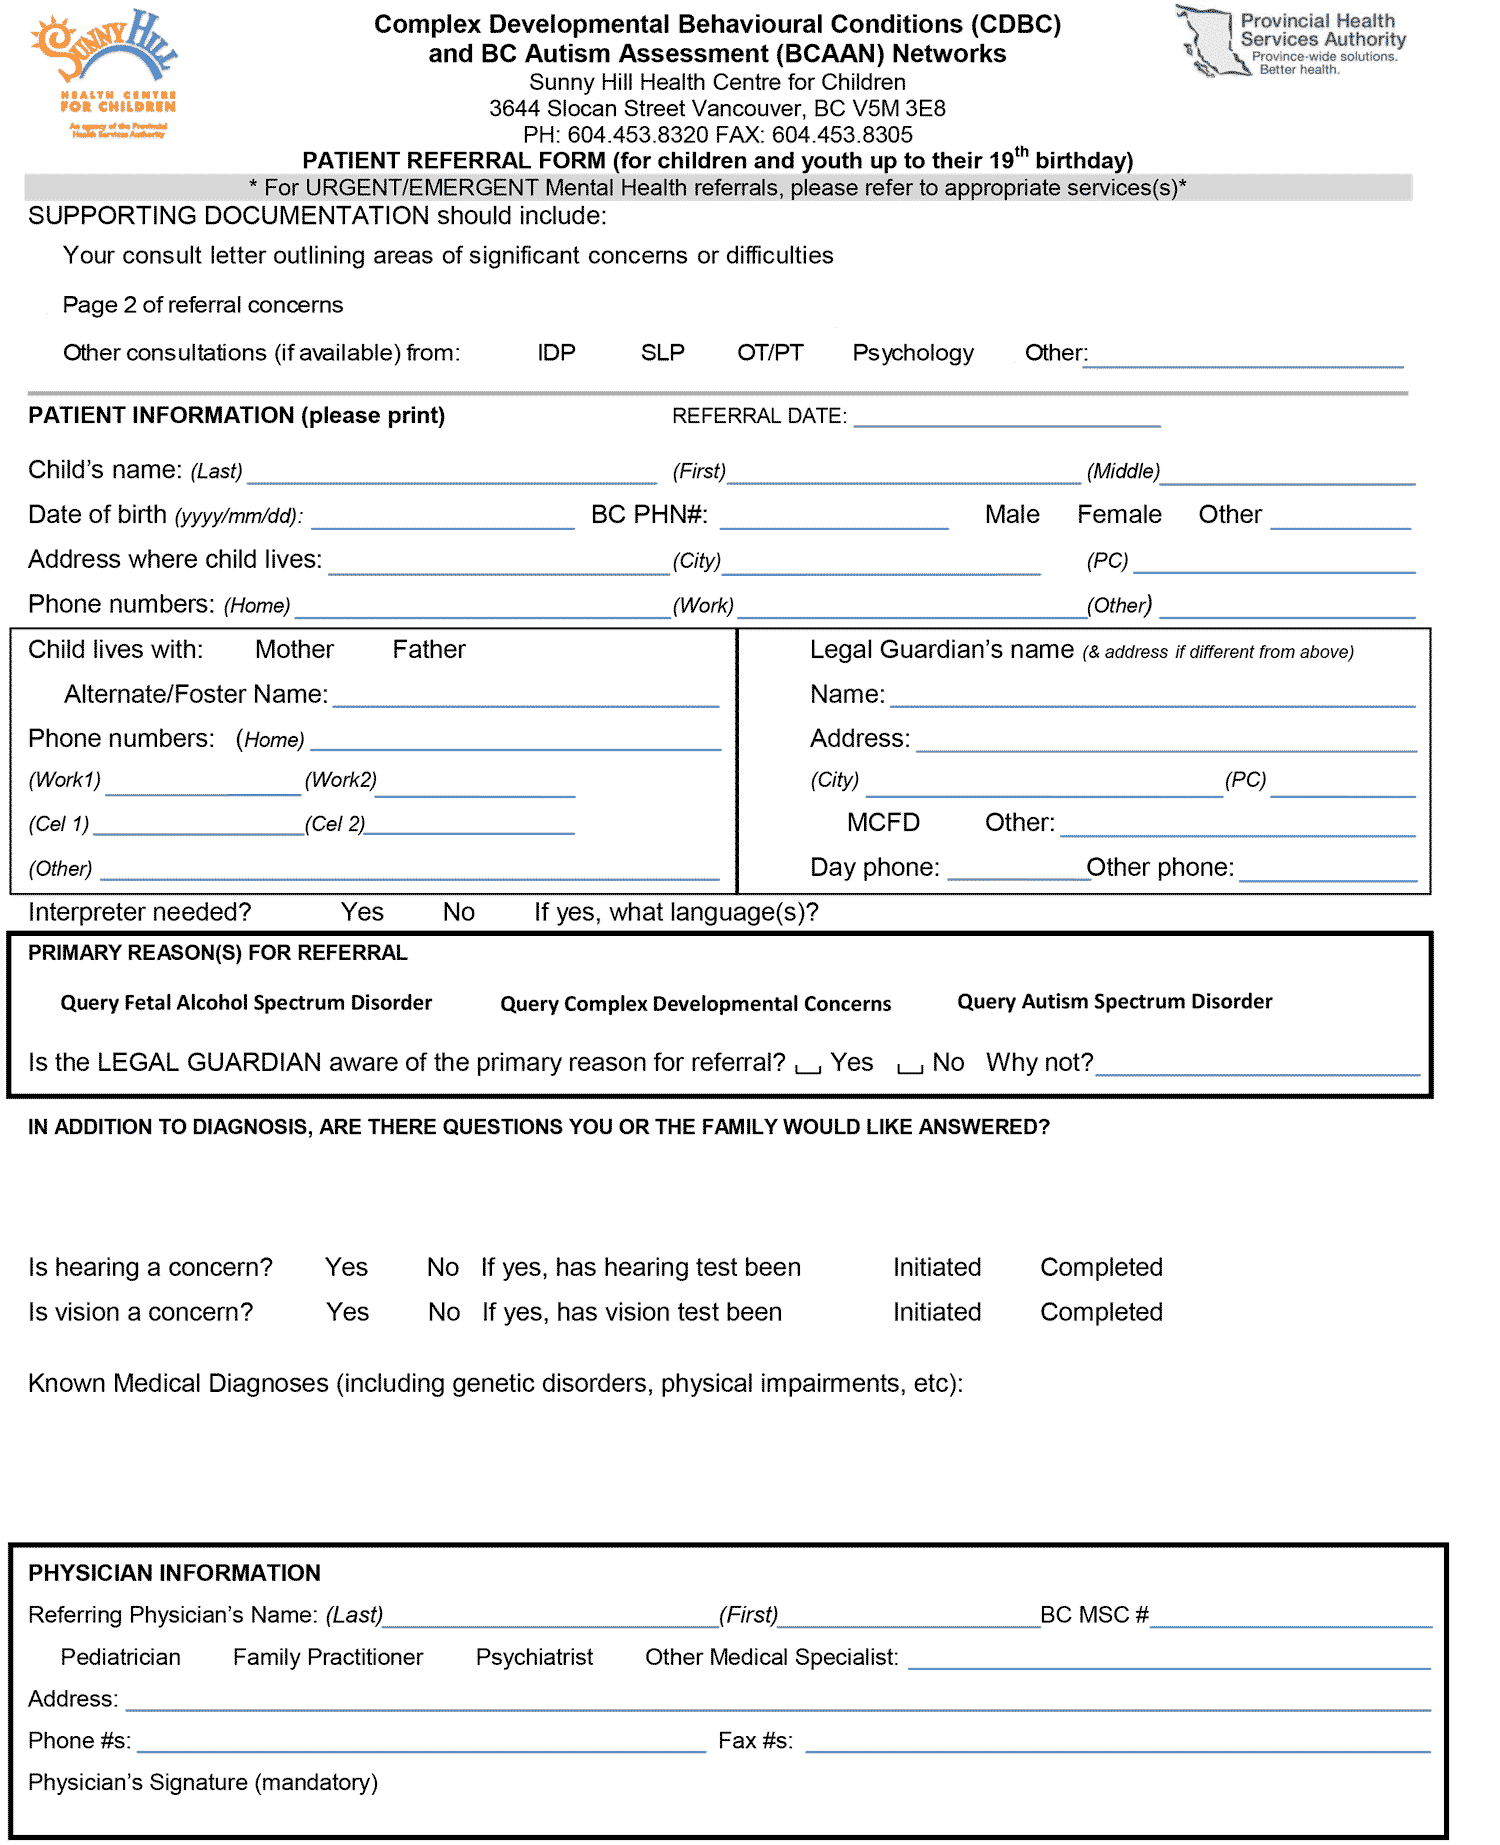 SUNNY HILL
HEALTH CENTRE
FOR CHILDREN
An agency of the Provincial
Health Services Authority
Complex Developmental Behavioural Conditions (CDBC)
and BC Autism Assessment (BCAAN) Networks
Sunny Hill Health Centre for Children
3644 Slocan Street Vancouver, BC V5M 3E8
PH: 604.453.8320 FAX: 604.453.8305
Provincial Health
Services Authority
Province-wide solutions.
Better health.
PATIENT REFERRAL FORM (for children and youth up to their 19th birthday)
* For URGENT/EMERGENT Mental Health referrals, please refer to appropriate services(s)*
SUPPORTING DOCUMENTATION should include:
Your consult letter outlining areas of significant concerns or difficulties
Page 2 of referral concerns
Other consultations (if available) from: IDP SLP OT/PT Psychology Other:
PATIENT INFORMATION (please print) REFERRAL DATE:
Child's name: (Last) (First) (Middle)
Date of birth (yyyy/mm/dd): BC PHN#: Male Female Other
Address where child lives: (City) (PC)
Phone numbers: (Home) (Work) (Other)
Child lives with: Mother Father
Alternate/Foster Name:
Phone numbers: (Home)
(Work1) (Work2)
(Cel 1) (Cel 2)
(Other)
Legal Guardian's name (& address if different from above)
Name:
Address:
(City) (PC)
MCFD Other:
Day phone: Other phone:
Interpreter needed? Yes No If yes, what language(s)?
PRIMARY REASON(S) FOR REFERRAL
Query Fetal Alcohol Spectrum Disorder Query Complex Developmental Concerns Query Autism Spectrum Disorder
Is the LEGAL GUARDIAN aware of the primary reason for referral? Yes No Why not?
IN ADDITION TO DIAGNOSIS, ARE THERE QUESTIONS YOU OR THE FAMILY WOULD LIKE ANSWERED?
Is hearing a concern? Yes No If yes, has hearing test been Initiated Completed
Is vision a concern? Yes No If yes, has vision test been Initiated Completed
Known Medical Diagnoses (including genetic disorders, physical impairments, etc):
PHYSICIAN INFORMATION
Referring Physician's Name: (Last) (First) BC MSC #
Pediatrician Family Practitioner Psychiatrist Other Medical Specialist:
Address:
Phone #s: Fax #s:
Physician's Signature (mandatory)